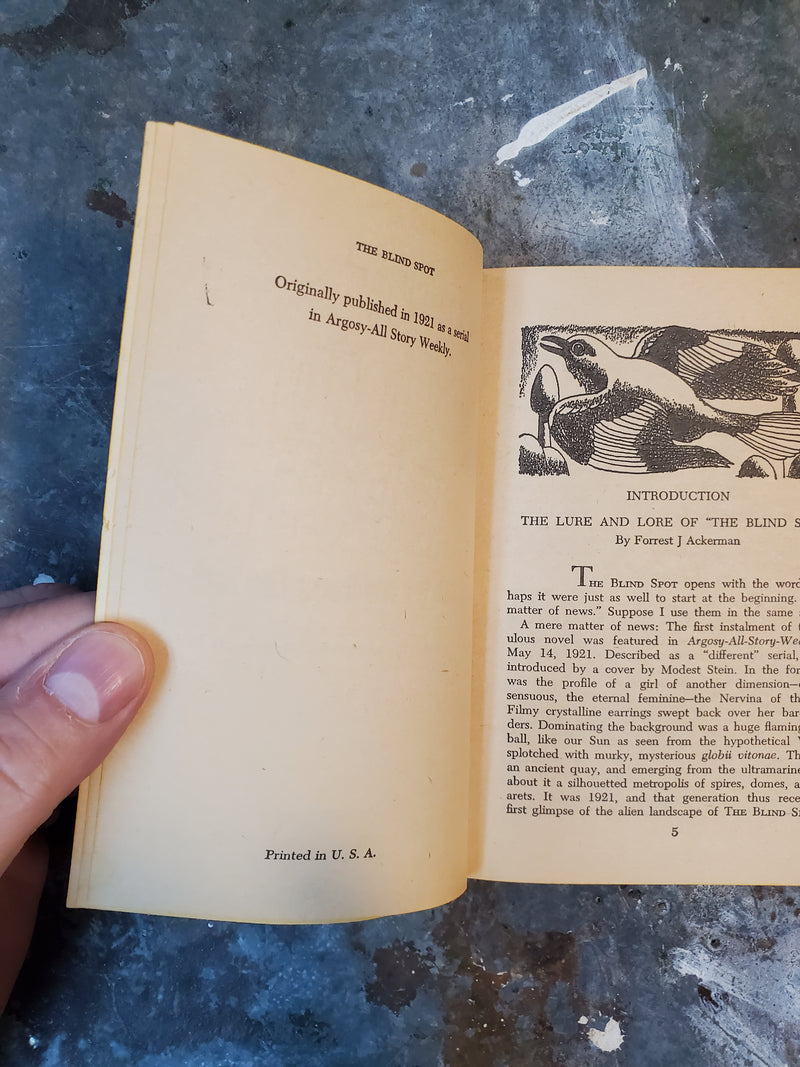 THE BLIND SPOT
Originally published in 1921 as a serial
in Argosy-All Story Weekly.
Printed in U. S. A.
INTRODUCTION
THE LURE AND LORE OF "THE BLIND S
By Forrest J Ackerman
THE BLIND SPOT opens with the word
haps it were just as well to start at the beginning.
matter of news." Suppose I use them in the same
A mere matter of news: The first instalment of
ulous novel was featured in Argosy-All-Story-We
May 14, 1921. Described as a "different" serial,
introduced by a cover by Modest Stein. In the for
was the profile of a girl of another dimension—
sensuous, the eternal feminine—the Nervina of th
Filmy crystalline earrings swept back over her bar
ders. Dominating the background was a huge flaming
ball, like our Sun as seen from the hypothetical V
splotched with murky, mysterious globii vitonae. Th
an ancient quay, and emerging from the ultramarine
about it a silhouetted metropolis of spires, domes, a
arets. It was 1921, and that generation thus rece
first glimpse of the alien landscape of THE BLIND S
5